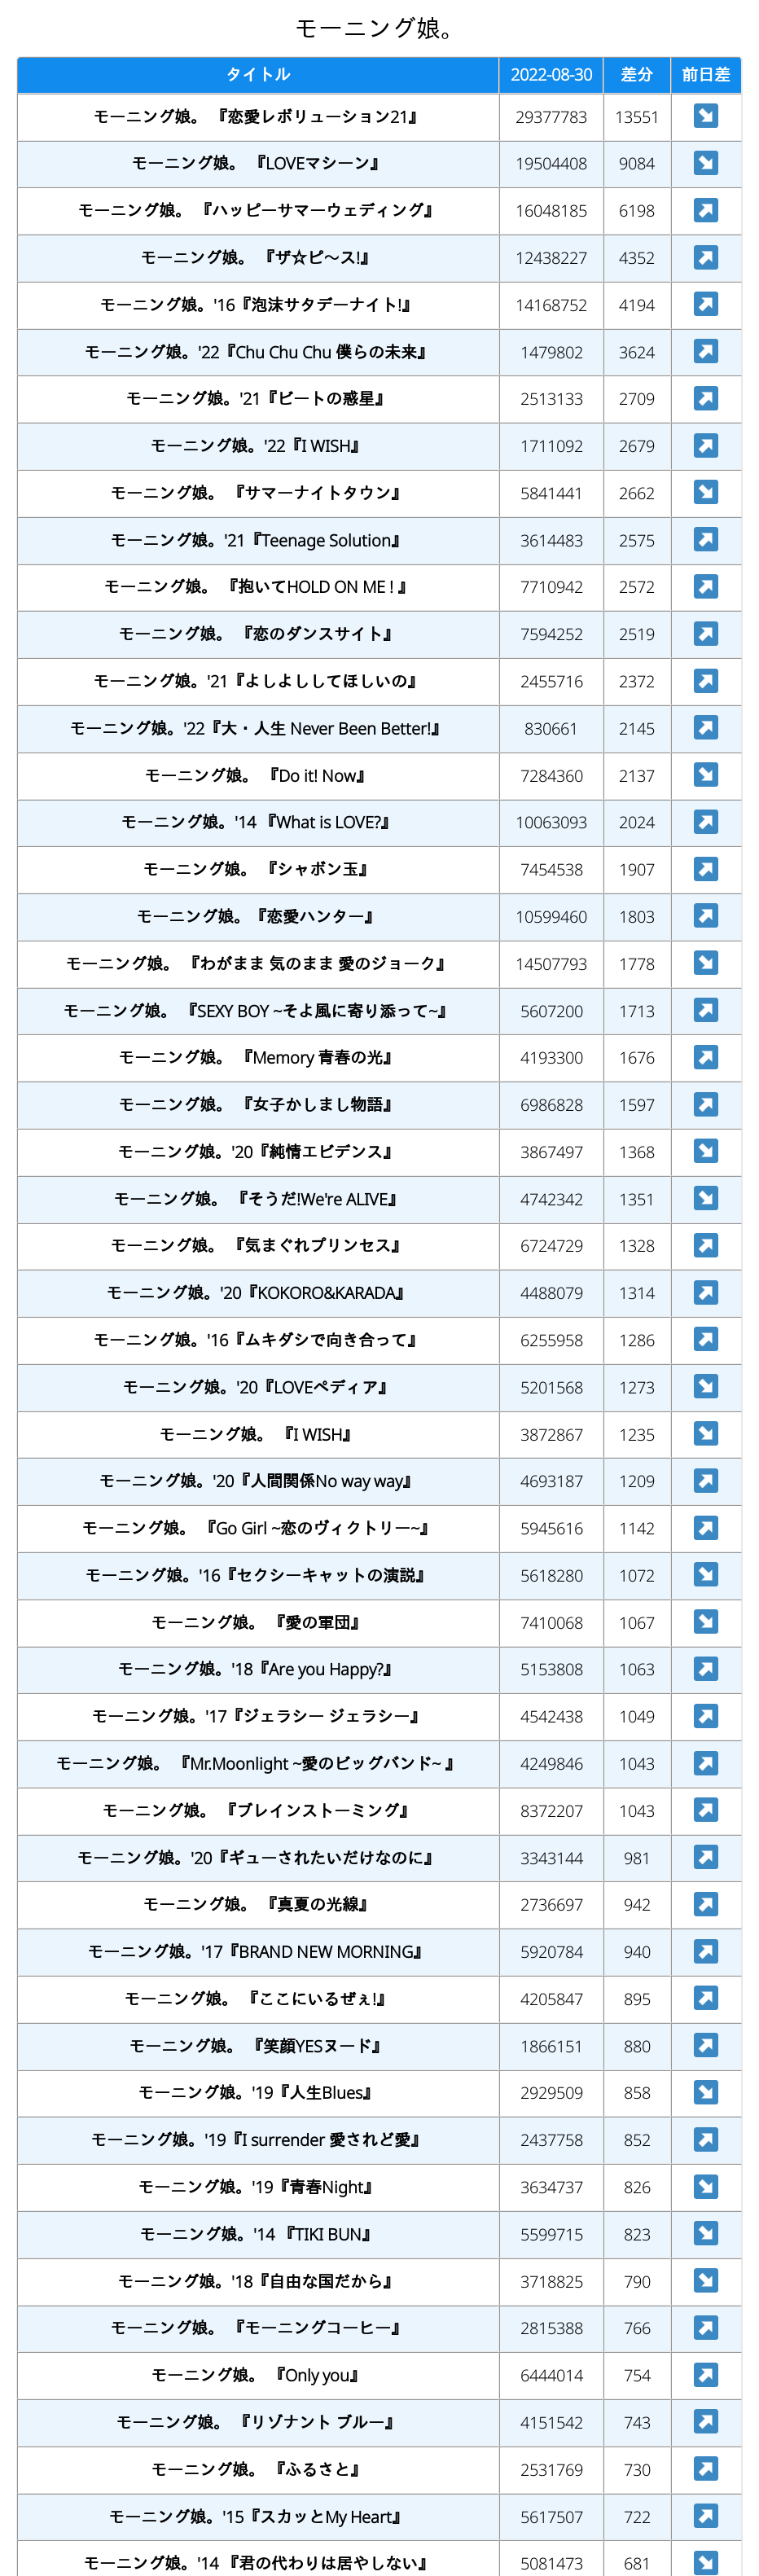 モーニング娘。
タイトル 2022-08-30 差分 前日差
モーニング娘。 『恋愛レボリューション21』 29377783 13551 ↘
モーニング娘。 『LOVEマシーン』 19504408 9084 ↘
モーニング娘。 『ハッピーサマーウェディング』 16048185 6198 ↗
モーニング娘。 『ザ☆ピ〜ス!』 12438227 4352 ↗
モーニング娘。'16『泡沫サタデーナイト!』 14168752 4194 ↗
モーニング娘。'22『Chu Chu Chu 僕らの未来』 1479802 3624 ↗
モーニング娘。'21『ビートの惑星』 2513133 2709 ↗
モーニング娘。'22『I WISH』 1711092 2679 ↗
モーニング娘。 『サマーナイトタウン』 5841441 2662 ↘
モーニング娘。'21『Teenage Solution』 3614483 2575 ↗
モーニング娘。 『抱いてHOLD ON ME ! 』 7710942 2572 ↗
モーニング娘。 『恋のダンスサイト』 7594252 2519 ↗
モーニング娘。'21『よしよししてほしいの』 2455716 2372 ↗
モーニング娘。'22『大・人生 Never Been Better!』 830661 2145 ↗
モーニング娘。 『Do it! Now』 7284360 2137 ↘
モーニング娘。'14 『What is LOVE?』 10063093 2024 ↗
モーニング娘。 『シャボン玉』 7454538 1907 ↗
モーニング娘。『恋愛ハンター』 10599460 1803 ↗
モーニング娘。 『わがまま 気のまま 愛のジョーク』 14507793 1778 ↘
モーニング娘。 『SEXY BOY ~そよ風に寄り添って~』 5607200 1713 ↗
モーニング娘。 『Memory 青春の光』 4193300 1676 ↗
モーニング娘。 『女子かしまし物語』 6986828 1597 ↗
モーニング娘。'20『純情エビデンス』 3867497 1368 ↘
モーニング娘。 『そうだ!We're ALIVE』 4742342 1351 ↘
モーニング娘。 『気まぐれプリンセス』 6724729 1328 ↗
モーニング娘。'20『KOKORO&KARADA』 4488079 1314 ↗
モーニング娘。'16『ムキダシで向き合って』 6255958 1286 ↗
モーニング娘。'20『LOVEペディア』 5201568 1273 ↘
モーニング娘。 『I WISH』 3872867 1235 ↘
モーニング娘。'20『人間関係No way way』 4693187 1209 ↗
モーニング娘。 『Go Girl ~恋のヴィクトリー~』 5945616 1142 ↗
モーニング娘。'16『セクシーキャットの演説』 5618280 1072 ↘
モーニング娘。 『愛の軍団』 7410068 1067 ↘
モーニング娘。'18『Are you Happy?』 5153808 1063 ↗
モーニング娘。'17『ジェラシー ジェラシー』 4542438 1049 ↗
モーニング娘。 『Mr.Moonlight ~愛のビッグバンド~ 』 4249846 1043 ↗
モーニング娘。 『ブレインストーミング』 8372207 1043 ↗
モーニング娘。'20『ギューされたいだけなのに』 3343144 981 ↗
モーニング娘。 『真夏の光線』 2736697 942 ↗
モーニング娘。'17『BRAND NEW MORNING』 5920784 940 ↗
モーニング娘。 『ここにいるぜぇ!』 4205847 895 ↗
モーニング娘。 『笑顔YESヌード』 1866151 880 ↗
モーニング娘。'19『人生Blues』 2929509 858 ↘
モーニング娘。'19『I surrender 愛されど愛』 2437758 852 ↗
モーニング娘。'19『青春Night』 3634737 826 ↘
モーニング娘。'14 『TIKI BUN』 5599715 823 ↘
モーニング娘。'18『自由な国だから』 3718825 790 ↘
モーニング娘。 『モーニングコーヒー』 2815388 766 ↗
モーニング娘。 『Only you』 6444014 754 ↗
モーニング娘。 『リゾナント ブルー』 4151542 743 ↗
モーニング娘。 『ふるさと』 2531769 730 ↗
モーニング娘。'15『スカッとMy Heart』 5617507 722 ↗
モーニング娘。'14 『君の代わりは居やしない』 5081473 681 ↘